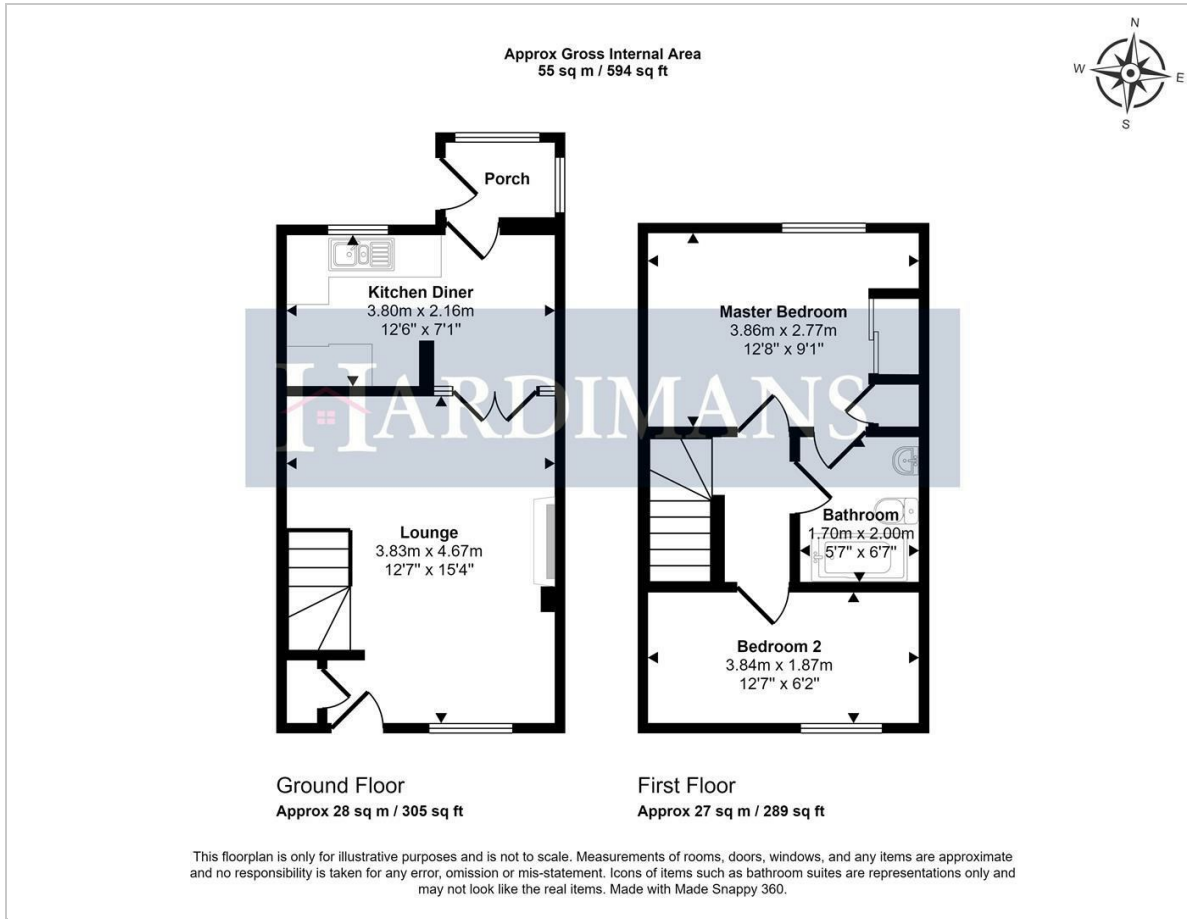 Approx Gross Internal Area
55 sq m / 594 sq ft
N
W
E
S
Porch
Kitchen Diner
3.80m x 2.16m
12'6" x 7'1"
Lounge
3.83m x 4.67m
12'7" x 15'4"
Master Bedroom
3.86m x 2.77m
12'8" x 9'1"
HARDIMANS
Bathroom
1.70m x 2.00m
5'7" x 6'7"
Bedroom 2
3.84m x 1.87m
12'7" x 6'2"
Ground Floor
Approx 28 sq m / 305 sq ft
First Floor
Approx 27 sq m / 289 sq ft
This floorplan is only for illustrative purposes and is not to scale. Measurements of rooms, doors, windows, and any items are approximate
and no responsibility is taken for any error, omission or mis-statement. Icons of items such as bathroom suites are representations only and
may not look like the real items. Made with Made Snappy 360.